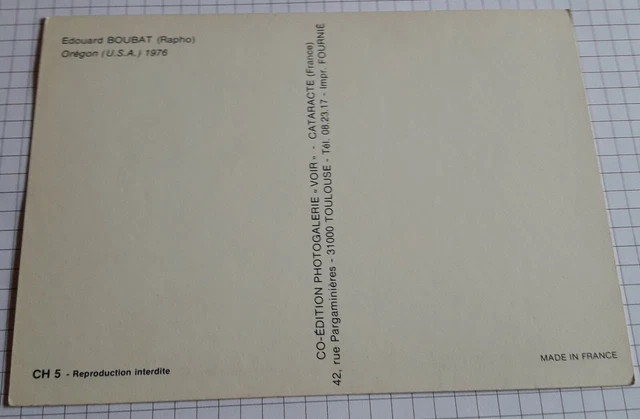 Edouard BOUBAT (Rapho)
Orégon (U.S.A.) 1976
CO-ÉDITION PHOTOGALERIE « VOIR » - CATARACTE (France)
42, rue Pargaminières - 31000 TOULOUSE - Tél. 08.23.17 - Impr. FOURNIÉ
CH 5 - Reproduction interdite
MADE IN FRANCE